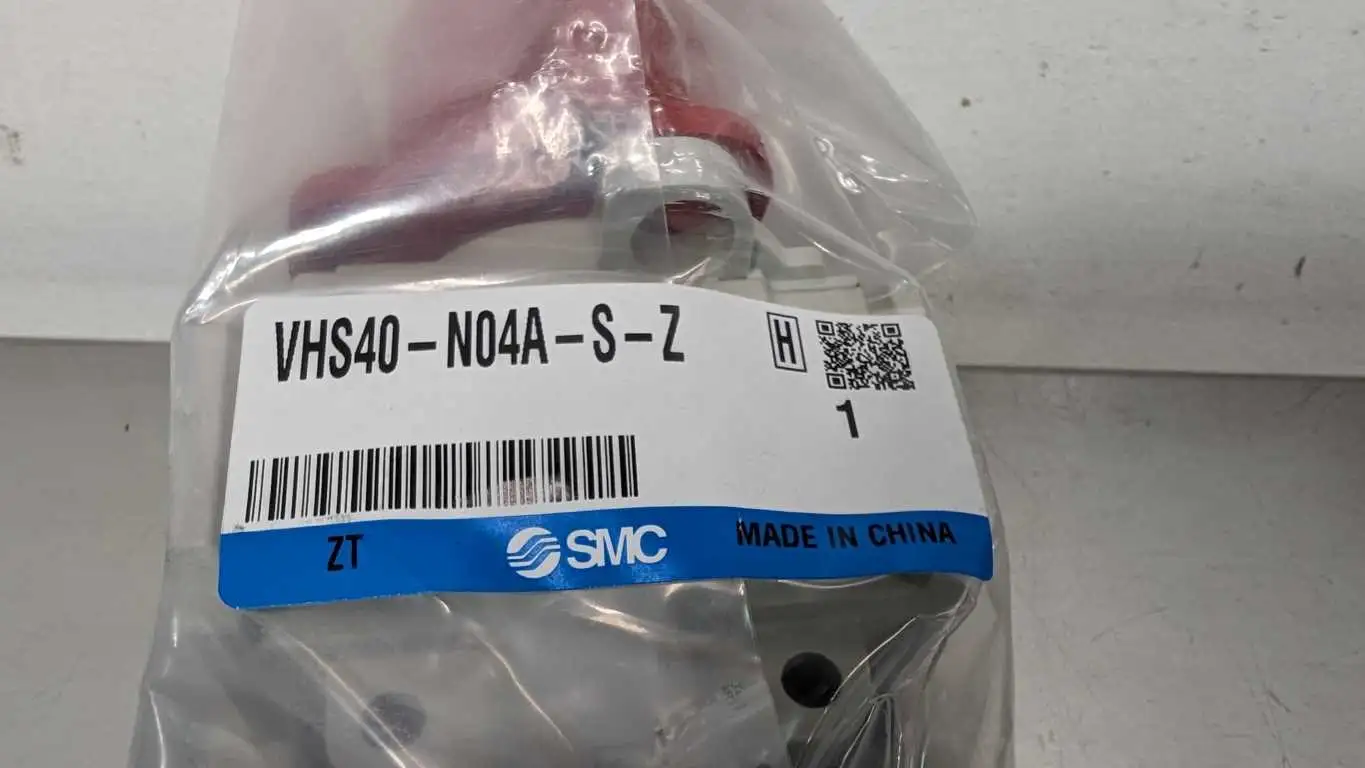 VHS40-N04A-S-Z
H
1
ZT
SMC
MADE IN CHINA